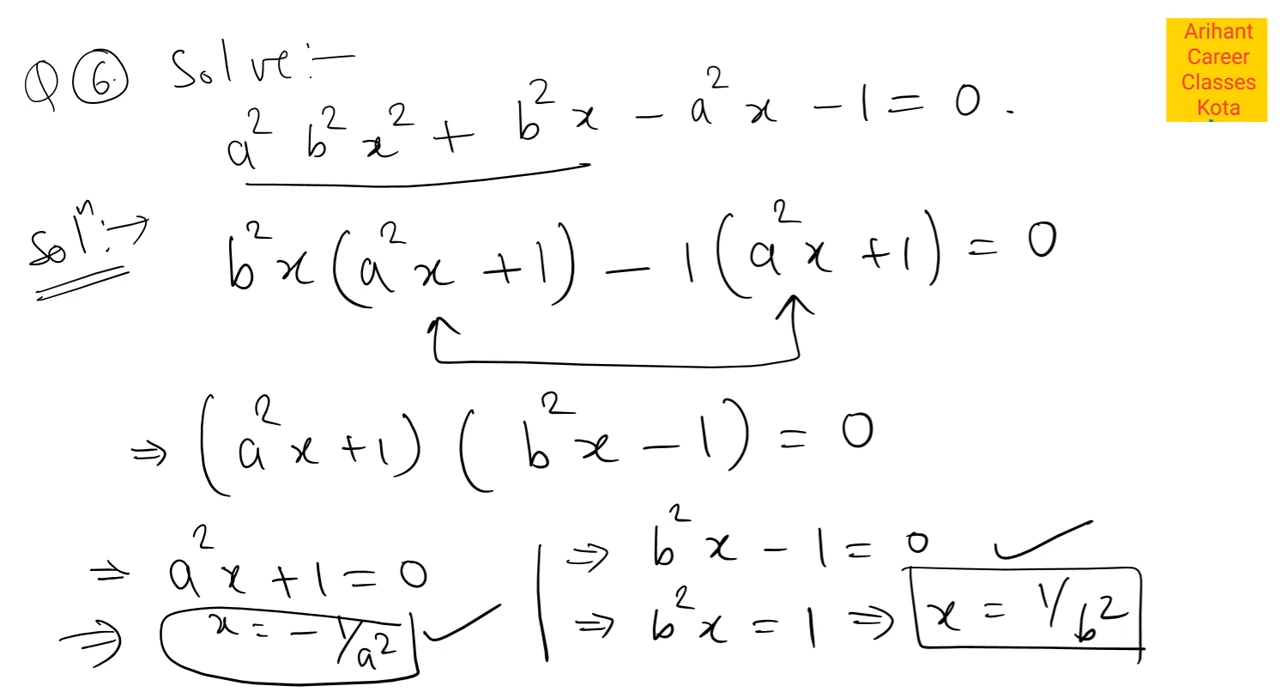 Q 6. Solve:-
a² b² x² + b² x - a² x - 1 = 0.
Solⁿ:→
b² x (a² x + 1) - 1 (a² x + 1) = 0
⇒ (a² x + 1) (b² x - 1) = 0
⇒ a² x + 1 = 0
⇒ x = - 1/a² ✓
⇒ b² x - 1 = 0 ✓
⇒ b² x = 1 ⇒ x = 1/b²
Arihant
Career
Classes
Kota